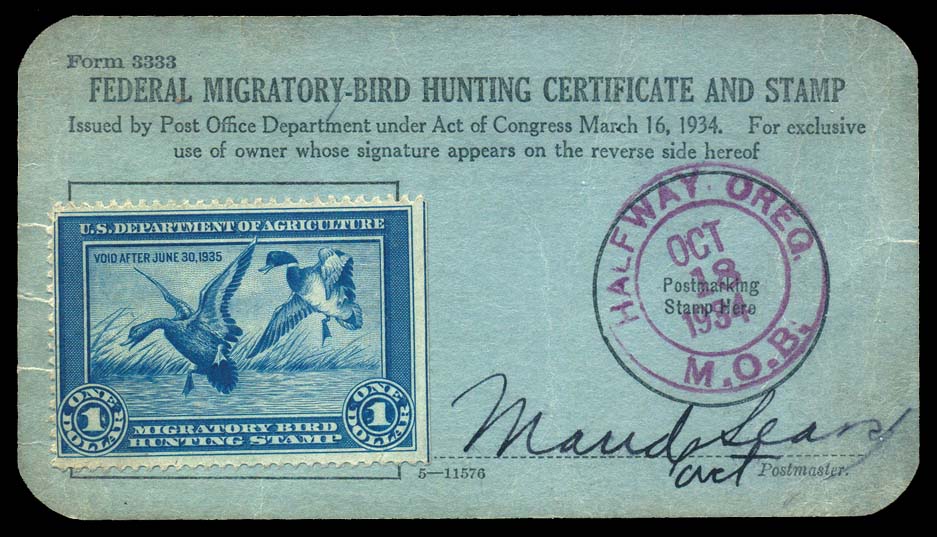 Form 3333
FEDERAL MIGRATORY-BIRD HUNTING CERTIFICATE AND STAMP
Issued by Post Office Department under Act of Congress March 16, 1934. For exclusive
use of owner whose signature appears on the reverse side hereof
U.S. DEPARTMENT OF AGRICULTURE
VOID AFTER JUNE 30, 1935
ONE DOLLAR
1
ONE DOLLAR
1
MIGRATORY BIRD
HUNTING STAMP
HALFWAY OREG.
OCT
18
1934
M.O.B.
Postmarking
Stamp Here
Maud Sears
act Postmaster.
5—11576